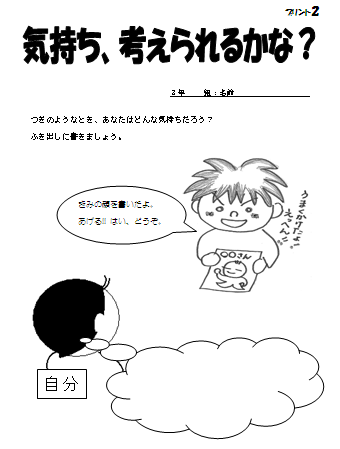 プリント2
気持ち、考えられるかな？
2年　　組：名前
つぎのようなとき、あなたはどんな気持ちだろう？
ふき出しに書きましょう。
きみの顔を書いたよ。
あげる!! はい、どうぞ。
うまくかけたよ！
えっへん!!
〇〇さん
自分